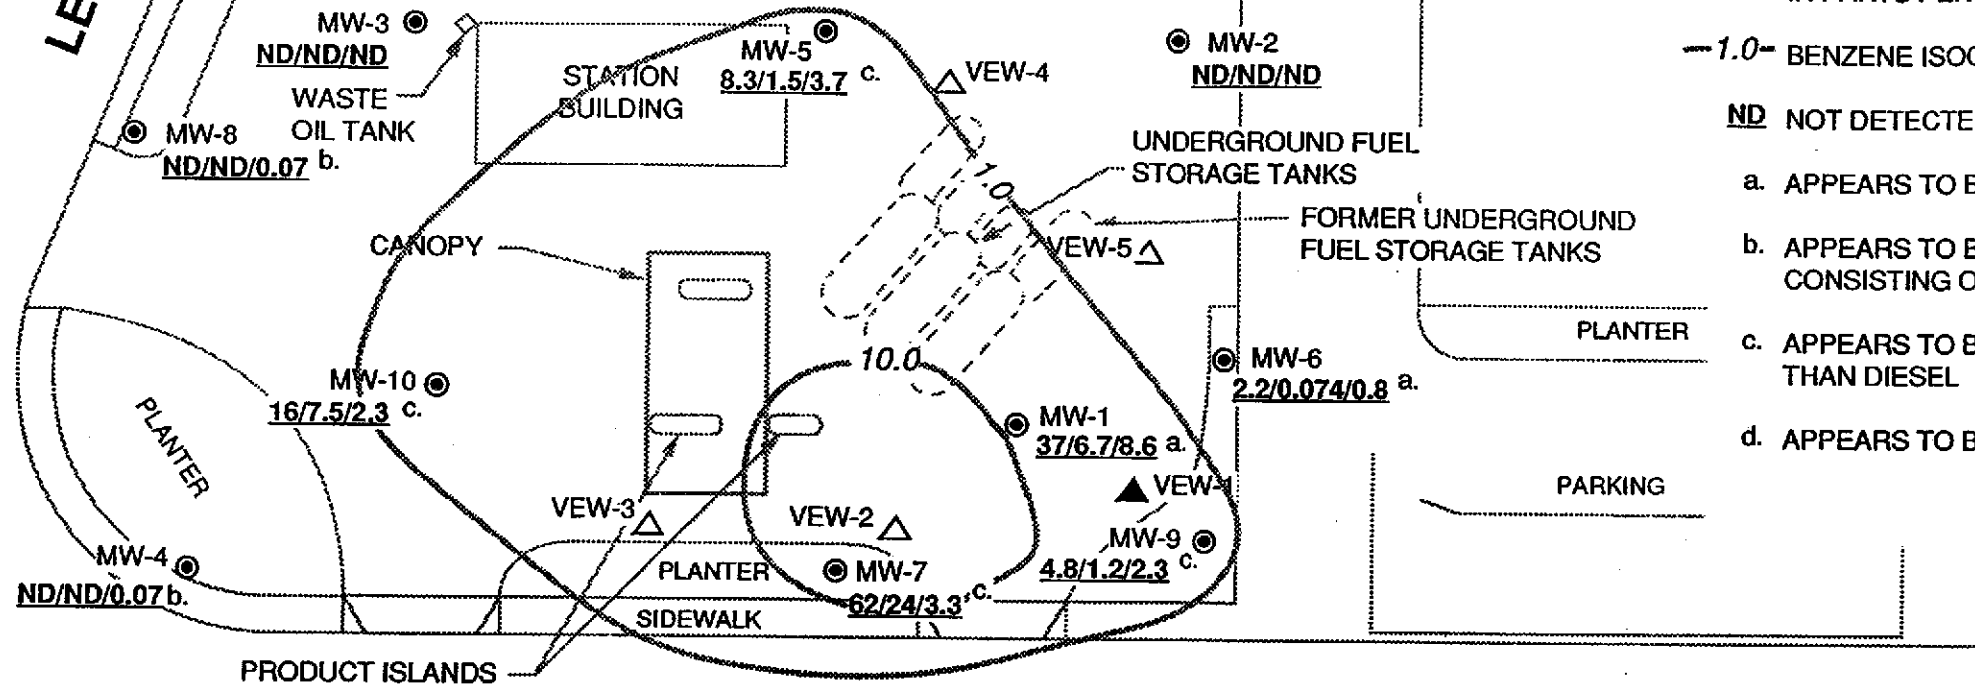 LE
MW-3
ND/ND/ND
WASTE
OIL TANK
STATION
BUILDING
MW-5
8.3/1.5/3.7 c.
VEW-4
MW-2
ND/ND/ND
MW-8
ND/ND/0.07 b.
UNDERGROUND FUEL
STORAGE TANKS
1.0
FORMER UNDERGROUND
FUEL STORAGE TANKS
VEW-5
CANOPY
10.0
MW-10
16/7.5/2.3 c.
PLANTER
MW-1
37/6.7/8.6 a.
MW-6
2.2/0.074/0.8 a.
PLANTER
PARKING
VEW-3
VEW-2
VEW-1
MW-9
4.8/1.2/2.3 c.
MW-4
ND/ND/0.07 b.
PLANTER
MW-7
62/24/3.3 c.
SIDEWALK
PRODUCT ISLANDS
-1.0- BENZENE ISOC
ND NOT DETECTE
a. APPEARS TO B
b. APPEARS TO B
CONSISTING O
c. APPEARS TO B
THAN DIESEL
d. APPEARS TO B